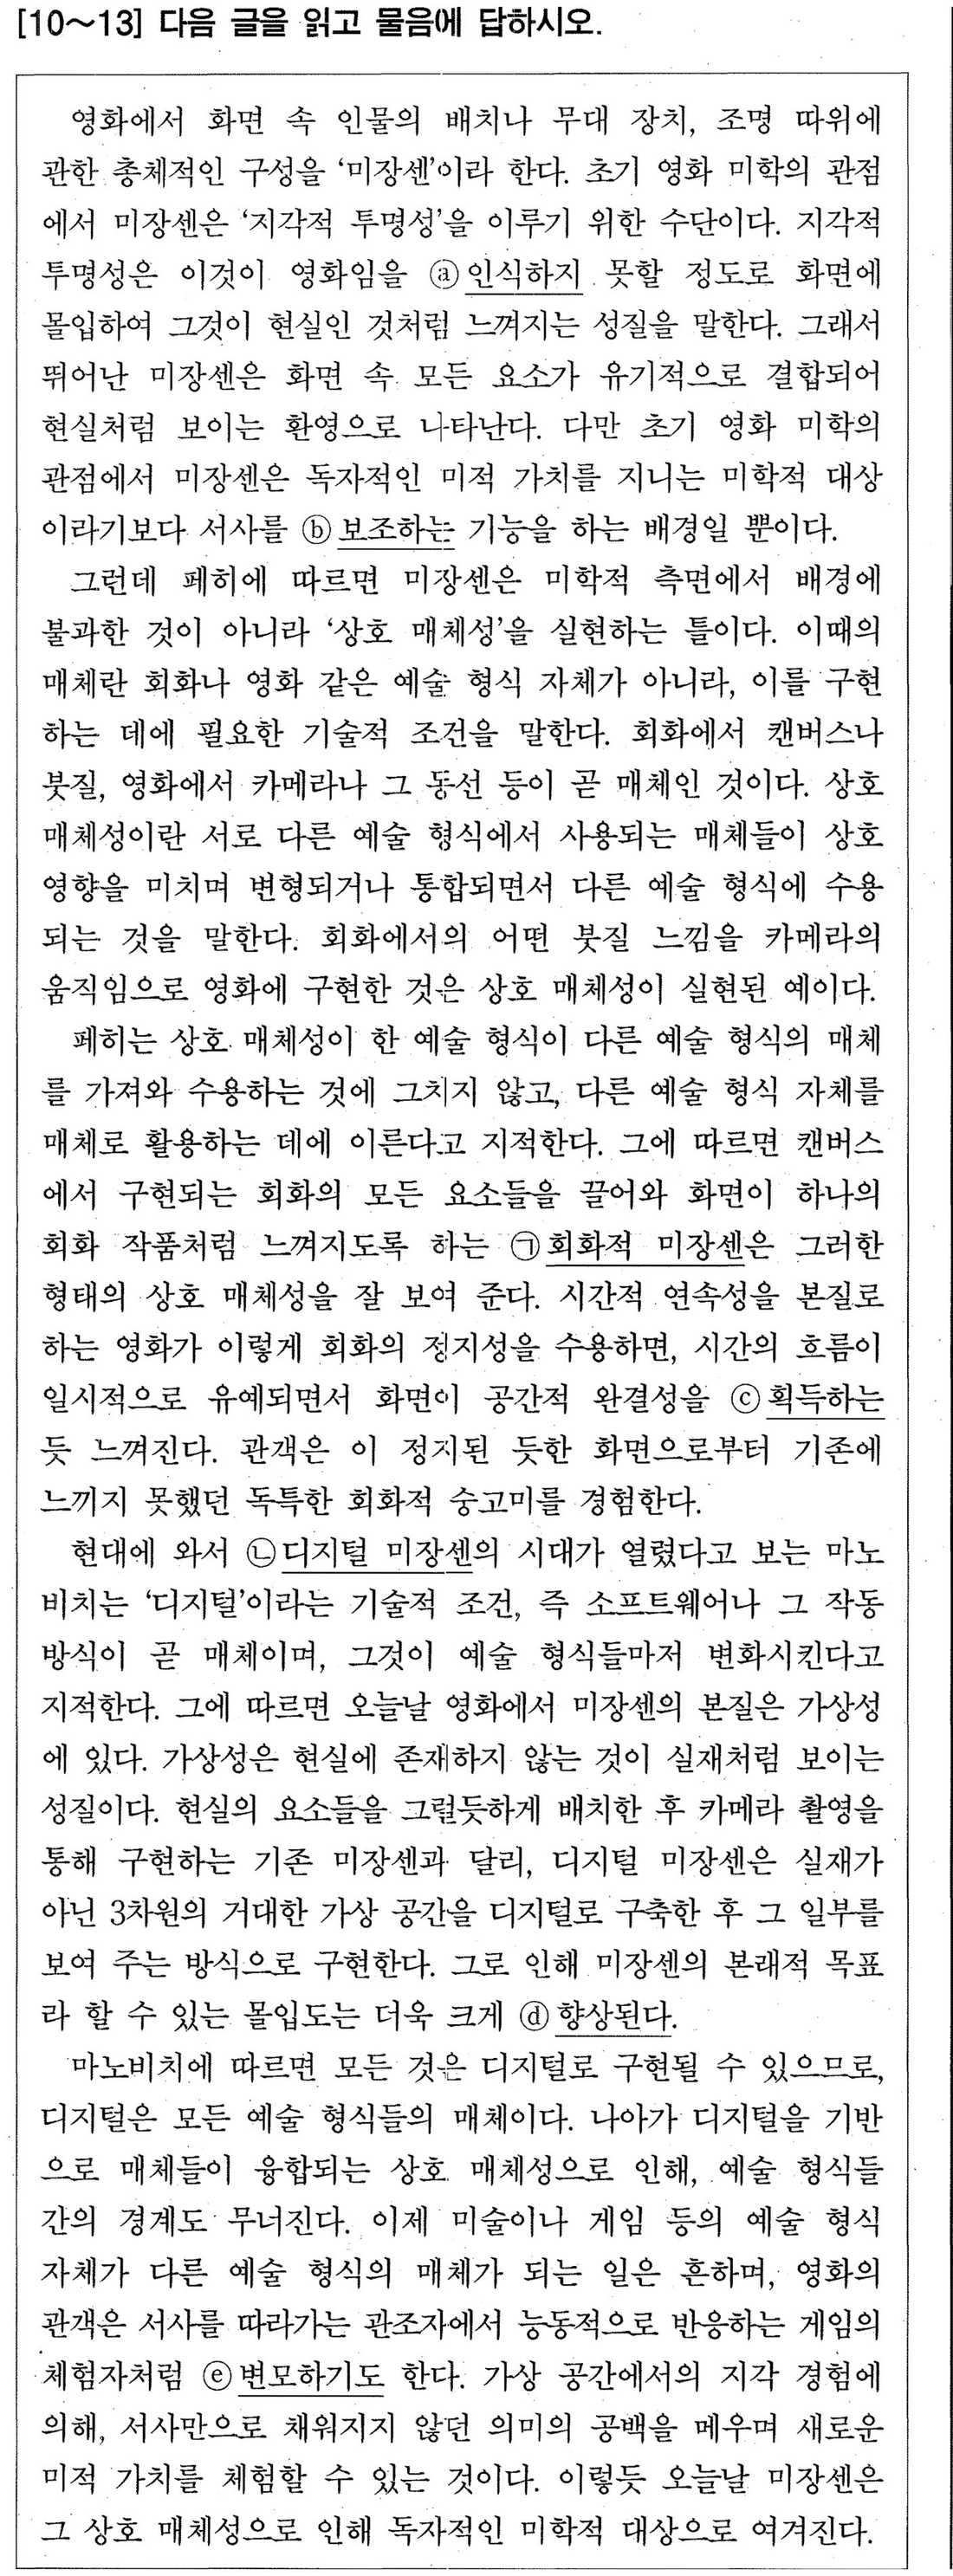 [10～13] 다음 글을 읽고 물음에 답하시오.
영화에서 화면 속 인물의 배치나 무대 장치, 조명 따위에
관한 총체적인 구성을 ‘미장센’이라 한다. 초기 영화 미학의 관점
에서 미장센은 ‘지각적 투명성’을 이루기 위한 수단이다. 지각적
투명성은 이것이 영화임을 ⓐ인식하지 못할 정도로 화면에
몰입하여 그것이 현실인 것처럼 느껴지는 성질을 말한다. 그래서
뛰어난 미장센은 화면 속 모든 요소가 유기적으로 결합되어
현실처럼 보이는 환영으로 나타난다. 다만 초기 영화 미학의
관점에서 미장센은 독자적인 미적 가치를 지니는 미학적 대상
이라기보다 서사를 ⓑ보조하는 기능을 하는 배경일 뿐이다.
그런데 페히에 따르면 미장센은 미학적 측면에서 배경에
불과한 것이 아니라 ‘상호 매체성’을 실현하는 틀이다. 이때의
매체란 회화나 영화 같은 예술 형식 자체가 아니라, 이를 구현
하는 데에 필요한 기술적 조건을 말한다. 회화에서 캔버스나
붓질, 영화에서 카메라나 그 동선 등이 곧 매체인 것이다. 상호
매체성이란 서로 다른 예술 형식에서 사용되는 매체들이 상호
영향을 미치며 변형되거나 통합되면서 다른 예술 형식에 수용
되는 것을 말한다. 회화에서의 어떤 붓질 느낌을 카메라의
움직임으로 영화에 구현한 것은 상호 매체성이 실현된 예이다.
페히는 상호 매체성이 한 예술 형식이 다른 예술 형식의 매체
를 가져와 수용하는 것에 그치지 않고, 다른 예술 형식 자체를
매체로 활용하는 데에 이른다고 지적한다. 그에 따르면 캔버스
에서 구현되는 회화의 모든 요소들을 끌어와 화면이 하나의
회화 작품처럼 느껴지도록 하는 ㉠회화적 미장센은 그러한
형태의 상호 매체성을 잘 보여 준다. 시간적 연속성을 본질로
하는 영화가 이렇게 회화의 정지성을 수용하면, 시간의 흐름이
일시적으로 유예되면서 화면이 공간적 완결성을 ⓒ획득하는
듯 느껴진다. 관객은 이 정지된 듯한 화면으로부터 기존에
느끼지 못했던 독특한 회화적 숭고미를 경험한다.
현대에 와서 ㉡디지털 미장센의 시대가 열렸다고 보는 마노
비치는 ‘디지털’이라는 기술적 조건, 즉 소프트웨어나 그 작동
방식이 곧 매체이며, 그것이 예술 형식들마저 변화시킨다고
지적한다. 그에 따르면 오늘날 영화에서 미장센의 본질은 가상성
에 있다. 가상성은 현실에 존재하지 않는 것이 실재처럼 보이는
성질이다. 현실의 요소들을 그럴듯하게 배치한 후 카메라 촬영을
통해 구현하는 기존 미장센과 달리, 디지털 미장센은 실재가
아닌 3차원의 거대한 가상 공간을 디지털로 구축한 후 그 일부를
보여 주는 방식으로 구현한다. 그로 인해 미장센의 본래적 목표
라 할 수 있는 몰입도는 더욱 크게 ⓓ향상된다.
마노비치에 따르면 모든 것은 디지털로 구현될 수 있으므로,
디지털은 모든 예술 형식들의 매체이다. 나아가 디지털을 기반
으로 매체들이 융합되는 상호 매체성으로 인해, 예술 형식들
간의 경계도 무너진다. 이제 미술이나 게임 등의 예술 형식
자체가 다른 예술 형식의 매체가 되는 일은 흔하며, 영화의
관객은 서사를 따라가는 관조자에서 능동적으로 반응하는 게임의
체험자처럼 ⓔ변모하기도 한다. 가상 공간에서의 지각 경험에
의해, 서사만으로 채워지지 않던 의미의 공백을 메우며 새로운
미적 가치를 체험할 수 있는 것이다. 이렇듯 오늘날 미장센은
그 상호 매체성으로 인해 독자적인 미학적 대상으로 여겨진다.